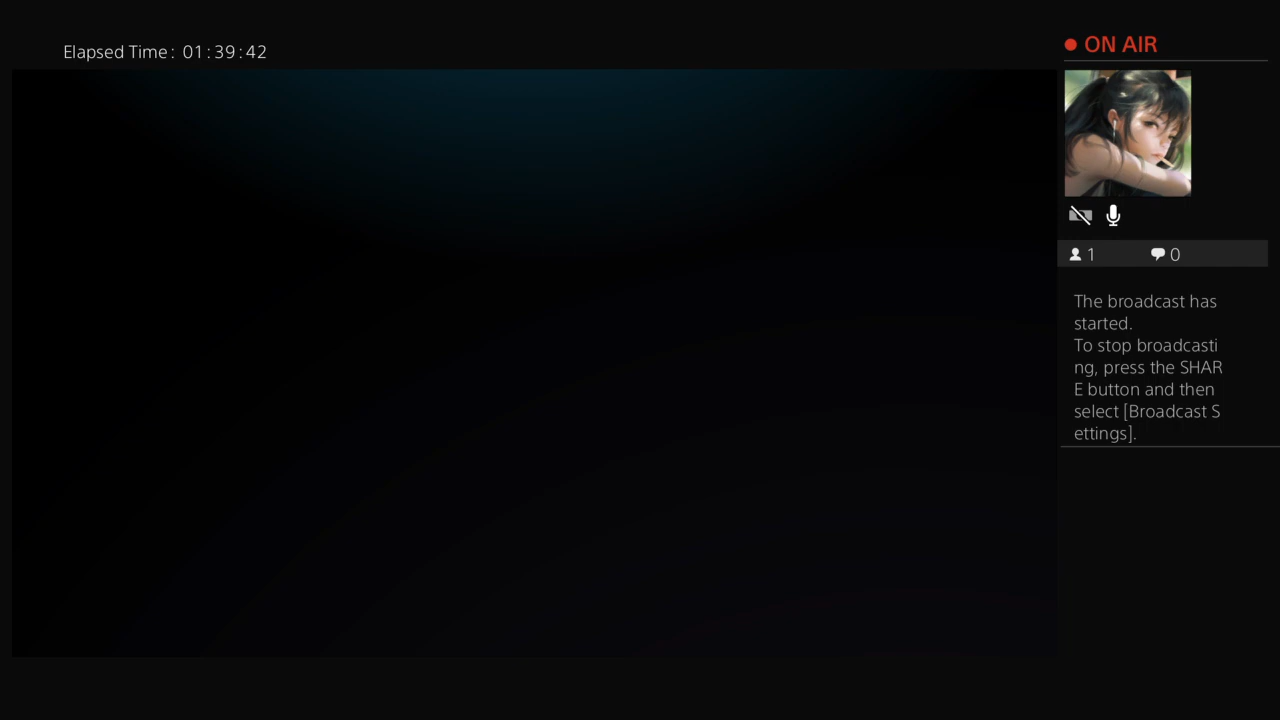 Elapsed Time: 01:39:42
ON AIR
1
0
The broadcast has
started.
To stop broadcasti
ng, press the SHAR
E button and then
select [Broadcast S
ettings].